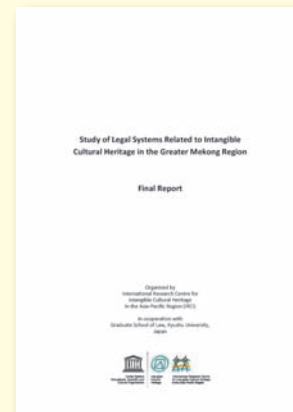 Study of Legal Systems Related to Intangible
Cultural Heritage in the Greater Mekong Region
Final Report
Organised by
International Research Centre for
Intangible Cultural Heritage
in the Asia-Pacific Region (IRCI)
In cooperation with
Graduate School of Law, Kyushu University,
Japan